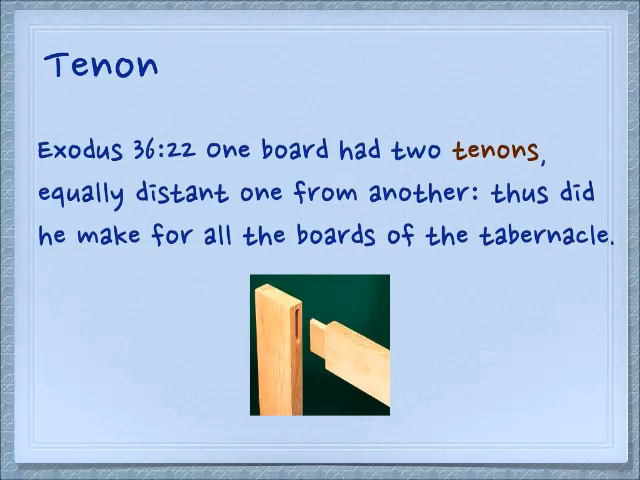 Tenon
Exodus 36:22 One board had two tenons,
equally distant one from another: thus did
he make for all the boards of the tabernacle.